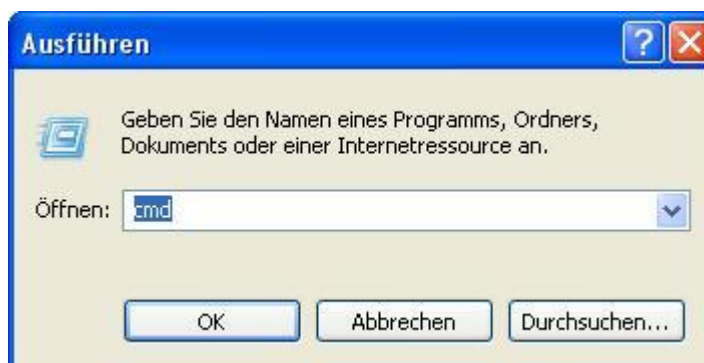 Ausführen
?
Geben Sie den Namen eines Programms, Ordners,
Dokuments oder einer Internetressource an.
Öffnen: cmd
OK Abbrechen Durchsuchen...